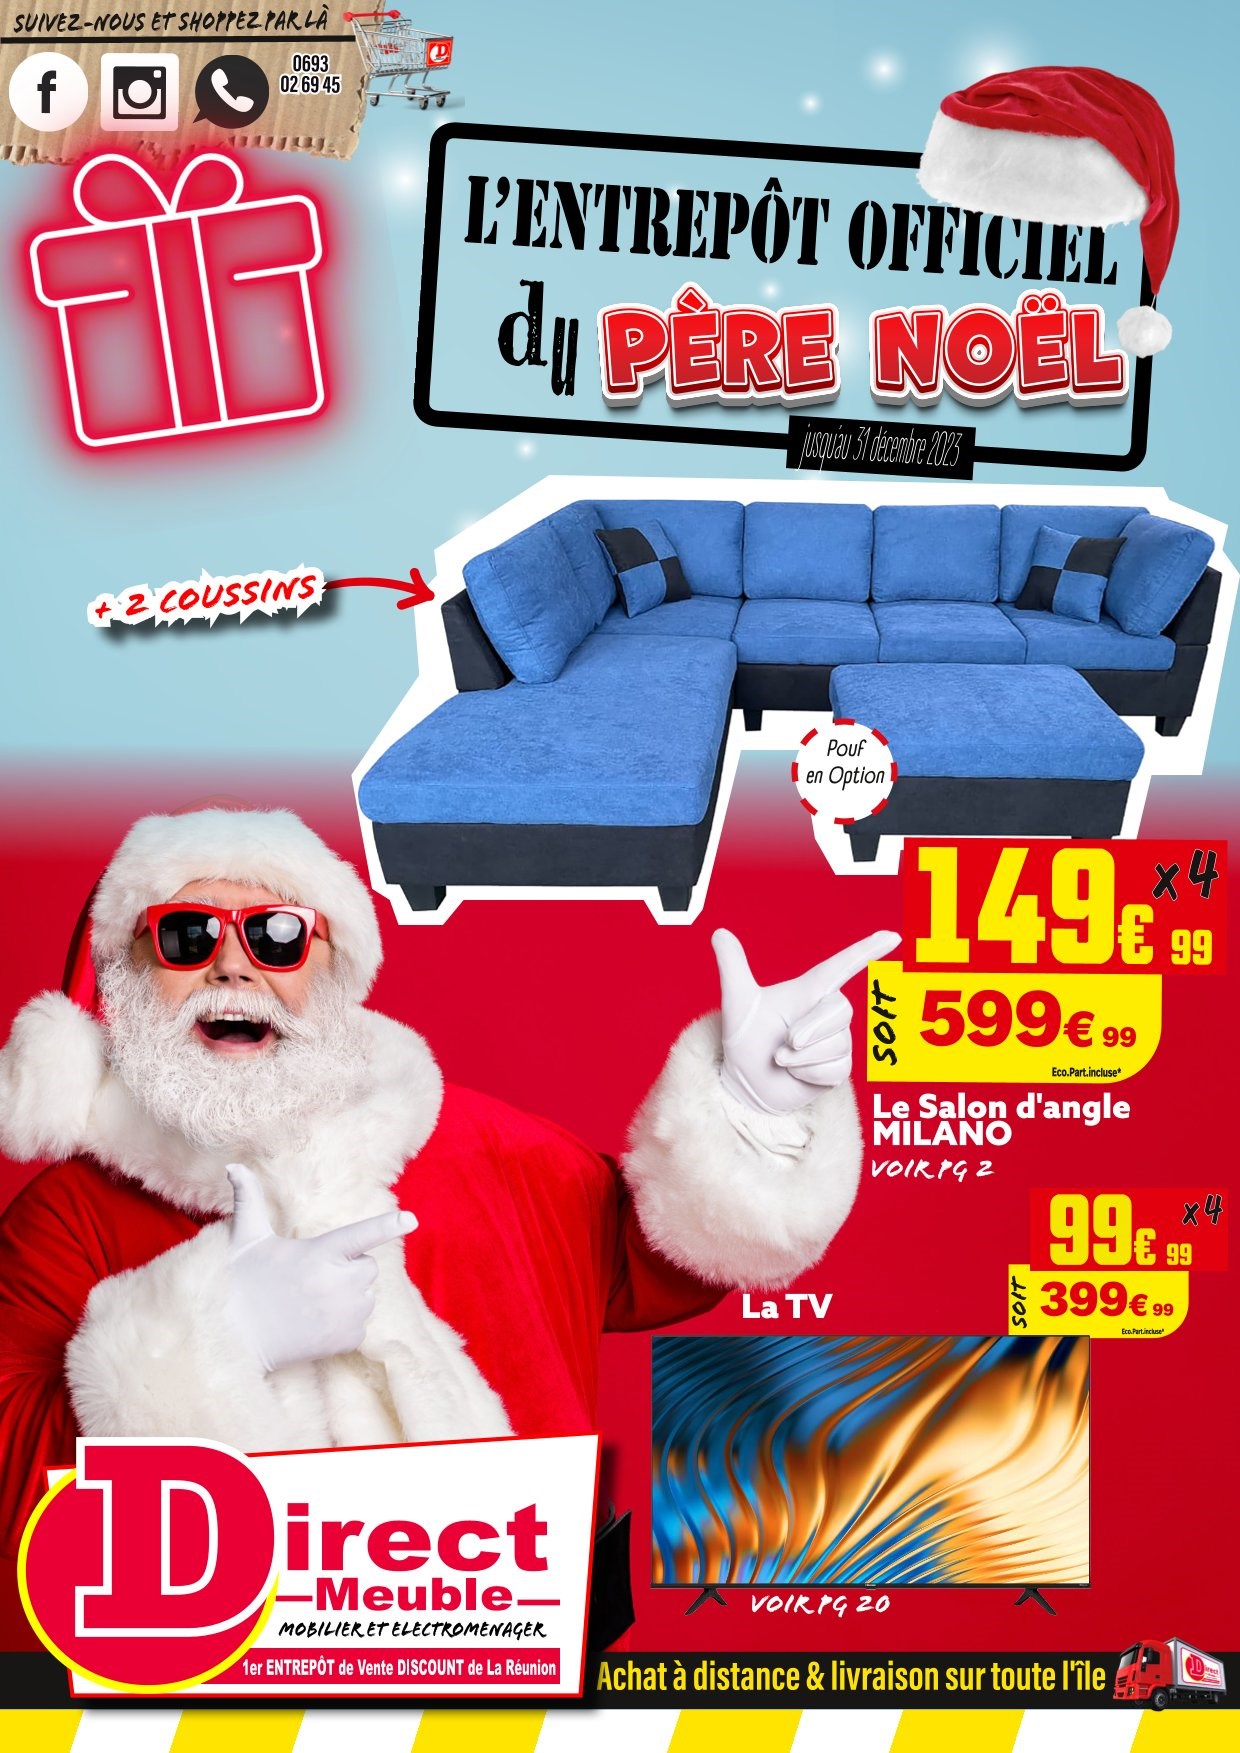 SUIVEZ-NOUS ET SHOPPEZ PAR LÀ
0693
02 69 45
L'ENTREPÔT OFFICIEL
du PÈRE NOËL
jusqu'au 31 décembre 2023
+ 2 COUSSINS
Pouf
en Option
149€99 x4
SOIT 599€99
Eco.Part.incluse*
Le Salon d'angle
MILANO
VOIR PG 2
99€99 x4
SOIT 399€99
Eco.Part.incluse*
La TV
VOIR PG 20
Direct
Meuble
MOBILIER ET ELECTROMENAGER
1er ENTREPÔT de Vente DISCOUNT de La Réunion
Achat à distance & livraison sur toute l'île